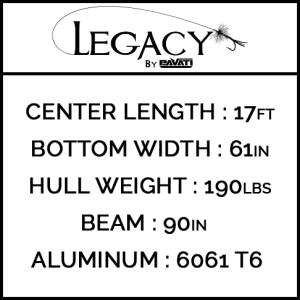 LEGACY
BY PAVATI
CENTER LENGTH : 17FT
BOTTOM WIDTH : 61IN
HULL WEIGHT : 190LBS
BEAM : 90IN
ALUMINUM : 6061 T6